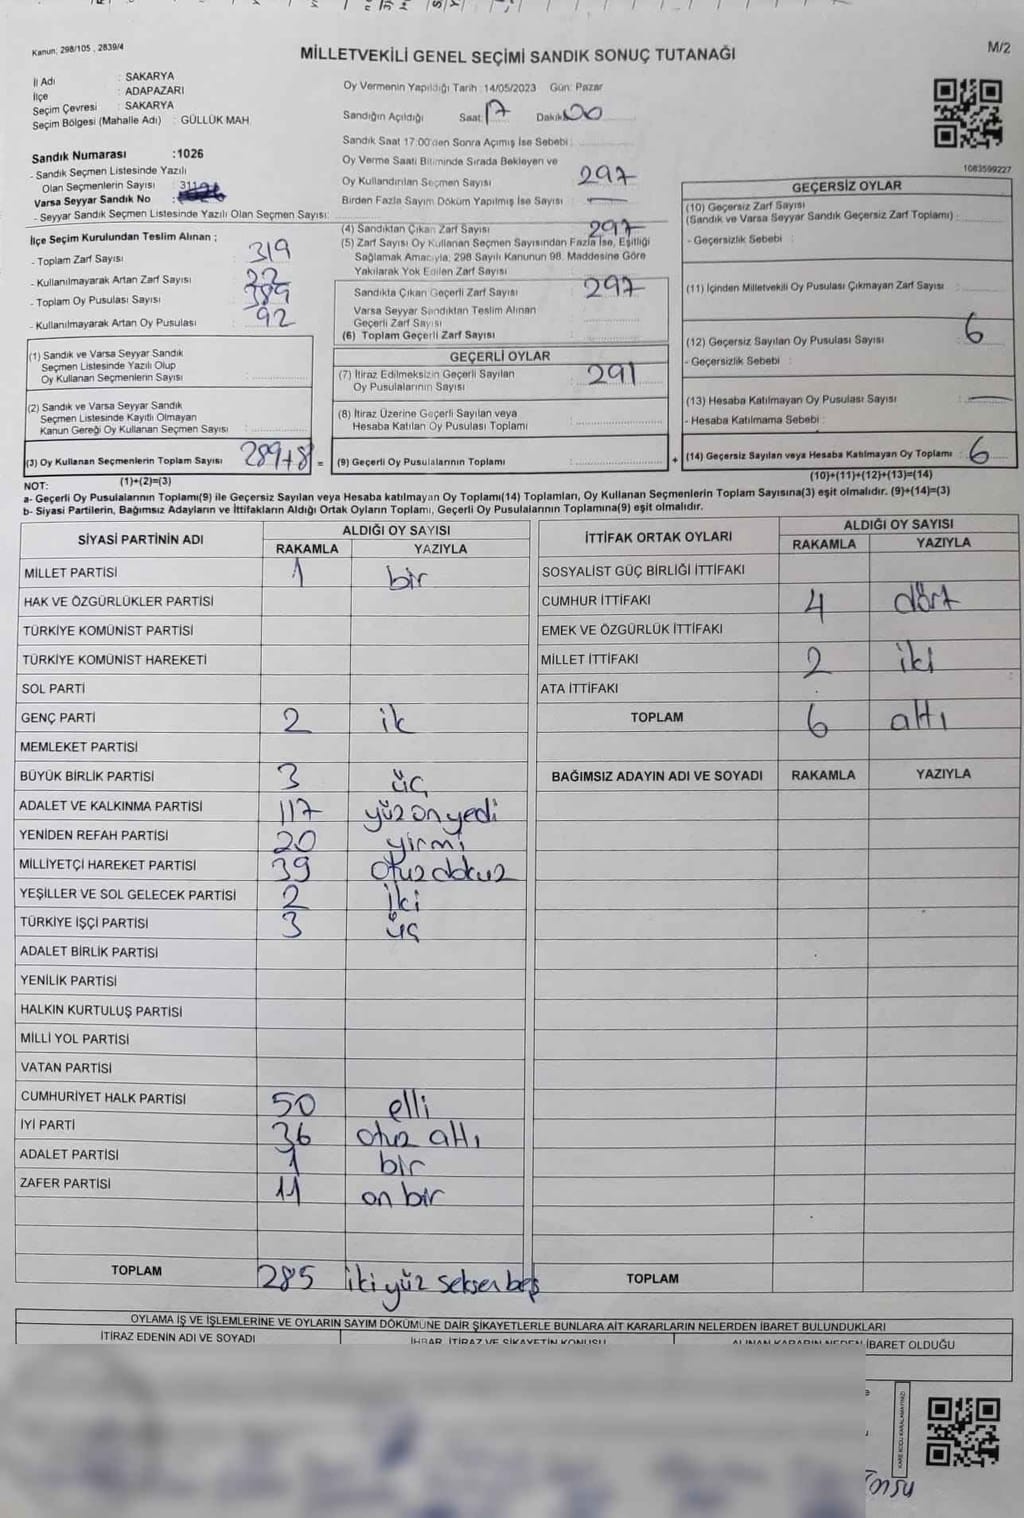 Kanun; 298/105 , 2839/4
MİLLETVEKİLİ GENEL SEÇİMİ SANDIK SONUÇ TUTANAĞI
M/2
İl Adı : SAKARYA
İlçe : ADAPAZARI
Seçim Çevresi : SAKARYA
Seçim Bölgesi (Mahalle Adı) : GÜLLÜK MAH.
Oy Vermenin Yapıldığı Tarih : 14/05/2023 Gün: Pazar
Sandığın Açıldığı Saat: 17 Dakika: 00
Sandık Saat 17:00'den Sonra Açılmış İse Sebebi :
Oy Verme Saati Bitiminde Sırada Bekleyen ve
Oy Kullandırılan Seçmen Sayısı : 297
Birden Fazla Sayım Döküm Yapılmış İse Sayısı : —
1083599227
Sandık Numarası :1026
- Sandık Seçmen Listesinde Yazılı
Olan Seçmenlerin Sayısı :
Varsa Seyyar Sandık No :
- Seyyar Sandık Seçmen Listesinde Yazılı Olan Seçmen Sayısı:
İlçe Seçim Kurulundan Teslim Alınan ;
- Toplam Zarf Sayısı : 319
- Kullanılmayarak Artan Zarf Sayısı : 22
- Toplam Oy Pusulası Sayısı : 389
- Kullanılmayarak Artan Oy Pusulası : 92
(1) Sandık ve Varsa Seyyar Sandık
Seçmen Listesinde Yazılı Olup
Oy Kullanan Seçmenlerin Sayısı :
(2) Sandık ve Varsa Seyyar Sandık
Seçmen Listesinde Kayıtlı Olmayan
Kanun Gereği Oy Kullanan Seçmen Sayısı :
(3) Oy Kullanan Seçmenlerin Toplam Sayısı : 289+8 =
(1)+(2)=(3)
(4) Sandıktan Çıkan Zarf Sayısı : 297
(5) Zarf Sayısı Oy Kullanan Seçmen Sayısından Fazla İse, Eşitliği
Sağlamak Amacıyla, 298 Sayılı Kanunun 98. Maddesine Göre
Yakılarak Yok Edilen Zarf Sayısı :
Sandıkta Çıkan Geçerli Zarf Sayısı : 297
Varsa Seyyar Sandıktan Teslim Alınan
Geçerli Zarf Sayısı :
(6) Toplam Geçerli Zarf Sayısı :
GEÇERLİ OYLAR
(7) İtiraz Edilmeksizin Geçerli Sayılan
Oy Pusulalarının Sayısı : 291
(8) İtiraz Üzerine Geçerli Sayılan veya
Hesaba Katılan Oy Pusulası Toplamı :
(9) Geçerli Oy Pusulalarının Toplamı : +
GEÇERSİZ OYLAR
(10) Geçersiz Zarf Sayısı
(Sandık ve Varsa Seyyar Sandık Geçersiz Zarf Toplamı) :
- Geçersizlik Sebebi :
(11) İçinden Milletvekili Oy Pusulası Çıkmayan Zarf Sayısı :
(12) Geçersiz Sayılan Oy Pusulası Sayısı : 6
- Geçersizlik Sebebi :
(13) Hesaba Katılmayan Oy Pusulası Sayısı : —
- Hesaba Katılmama Sebebi :
(14) Geçersiz Sayılan veya Hesaba Katılmayan Oy Toplamı : 6
(10)+(11)+(12)+(13)=(14)
NOT:
a- Geçerli Oy Pusulalarının Toplamı(9) ile Geçersiz Sayılan veya Hesaba katılmayan Oy Toplamı(14) Toplamları, Oy Kullanan Seçmenlerin Toplam Sayısına(3) eşit olmalıdır. (9)+(14)=(3)
b- Siyasi Partilerin, Bağımsız Adayların ve İttifakların Aldığı Ortak Oyların Toplamı, Geçerli Oy Pusulalarının Toplamına(9) eşit olmalıdır.
SİYASİ PARTİNİN ADI
ALDIĞI OY SAYISI
RAKAMLA YAZIYLA
MİLLET PARTİSİ 1 bir
HAK VE ÖZGÜRLÜKLER PARTİSİ
TÜRKİYE KOMÜNİST PARTİSİ
TÜRKİYE KOMÜNİST HAREKETİ
SOL PARTİ
GENÇ PARTİ 2 ik
MEMLEKET PARTİSİ
BÜYÜK BİRLİK PARTİSİ 3 üç
ADALET VE KALKINMA PARTİSİ 117 yüz on yedi
YENİDEN REFAH PARTİSİ 20 yirmi
MİLLİYETÇİ HAREKET PARTİSİ 39 otuz dokuz
YEŞİLLER VE SOL GELECEK PARTİSİ 2 iki
TÜRKİYE İŞÇİ PARTİSİ 3 üç
ADALET BİRLİK PARTİSİ
YENİLİK PARTİSİ
HALKIN KURTULUŞ PARTİSİ
MİLLİ YOL PARTİSİ
VATAN PARTİSİ
CUMHURİYET HALK PARTİSİ 50 elli
İYİ PARTİ 36 otuz altı
ADALET PARTİSİ 1 bir
ZAFER PARTİSİ 11 on bir
TOPLAM 285 iki yüz seksen beş
İTTİFAK ORTAK OYLARI
ALDIĞI OY SAYISI
RAKAMLA YAZIYLA
SOSYALİST GÜÇ BİRLİĞİ İTTİFAKI
CUMHUR İTTİFAKI 4 dört
EMEK VE ÖZGÜRLÜK İTTİFAKI
MİLLET İTTİFAKI 2 iki
ATA İTTİFAKI
TOPLAM 6 altı
BAĞIMSIZ ADAYIN ADI VE SOYADI RAKAMLA YAZIYLA
TOPLAM
OYLAMA İŞ VE İŞLEMLERİNE VE OYLARIN SAYIM DÖKÜMÜNE DAİR ŞİKAYETLERLE BUNLARA AİT KARARLARIN NELERDEN İBARET BULUNDUKLARI
İTİRAZ EDENİN ADI VE SOYADI
İHBAR, İTİRAZ VE ŞİKAYETİN KONUSU
ALINAN KARARIN NEDEN İBARET OLDUĞU
KARE KODU KARALAMAYINIZ!